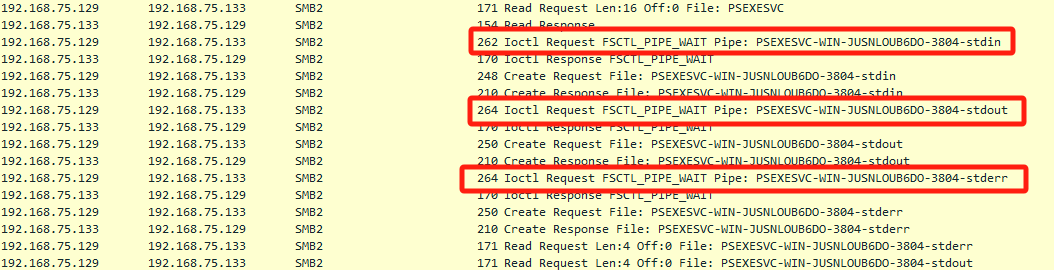 192.168.75.129 192.168.75.133 SMB2 171 Read Request Len:16 Off:0 File: PSEXESVC
192.168.75.133 192.168.75.129 SMB2 154 Read Response
192.168.75.129 192.168.75.133 SMB2 262 Ioctl Request FSCTL_PIPE_WAIT Pipe: PSEXESVC-WIN-JUSNLOUB6DO-3804-stdin
192.168.75.133 192.168.75.129 SMB2 170 Ioctl Response FSCTL_PIPE_WAIT
192.168.75.129 192.168.75.133 SMB2 248 Create Request File: PSEXESVC-WIN-JUSNLOUB6DO-3804-stdin
192.168.75.133 192.168.75.129 SMB2 210 Create Response File: PSEXESVC-WIN-JUSNLOUB6DO-3804-stdin
192.168.75.129 192.168.75.133 SMB2 264 Ioctl Request FSCTL_PIPE_WAIT Pipe: PSEXESVC-WIN-JUSNLOUB6DO-3804-stdout
192.168.75.133 192.168.75.129 SMB2 170 Ioctl Response FSCTL_PIPE_WAIT
192.168.75.129 192.168.75.133 SMB2 250 Create Request File: PSEXESVC-WIN-JUSNLOUB6DO-3804-stdout
192.168.75.133 192.168.75.129 SMB2 210 Create Response File: PSEXESVC-WIN-JUSNLOUB6DO-3804-stdout
192.168.75.129 192.168.75.133 SMB2 264 Ioctl Request FSCTL_PIPE_WAIT Pipe: PSEXESVC-WIN-JUSNLOUB6DO-3804-stderr
192.168.75.133 192.168.75.129 SMB2 170 Ioctl Response FSCTL_PIPE_WAIT
192.168.75.129 192.168.75.133 SMB2 250 Create Request File: PSEXESVC-WIN-JUSNLOUB6DO-3804-stderr
192.168.75.133 192.168.75.129 SMB2 210 Create Response File: PSEXESVC-WIN-JUSNLOUB6DO-3804-stderr
192.168.75.129 192.168.75.133 SMB2 171 Read Request Len:4 Off:0 File: PSEXESVC-WIN-JUSNLOUB6DO-3804-stderr
192.168.75.129 192.168.75.133 SMB2 171 Read Request Len:4 Off:0 File: PSEXESVC-WIN-JUSNLOUB6DO-3804-stdout